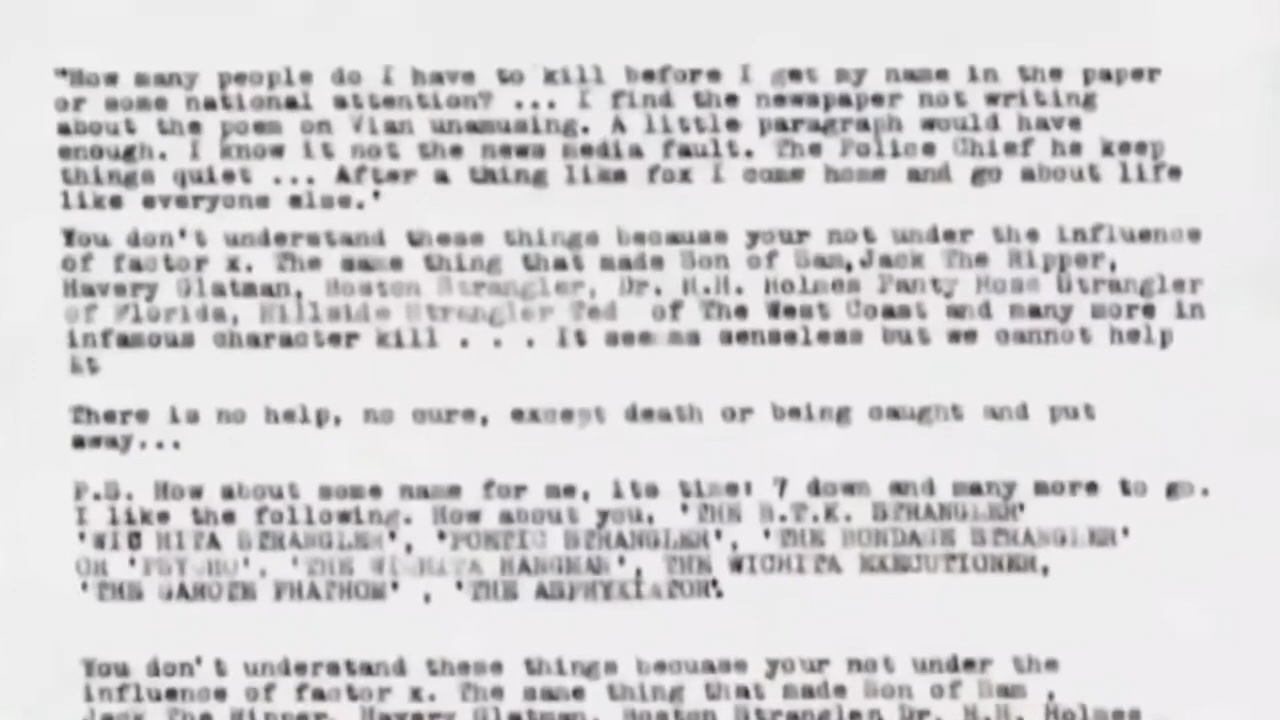 "How many people do I have to kill before I get my name in the paper
or some national attention? ... I find the newspaper not writing
about the poem on Vian unamusing. A little paragraph would have
enough. I know it not the news media fault. The Police Chief he keep
things quiet ... After a thing like fox I come home and go about life
like everyone else."
You don't understand these things because your not under the influence
of factor x. The same thing that made Son of Sam,Jack The Ripper,
Havery Glatman, Boston Strangler, Dr. H.H. Holmes Panty Hose Strangler
of Florida, Hillside Strangler Ted of The West Coast and many more in
infamous character kill . . . It seems senseless but we cannot help
it
There is no help, no cure, except death or being caught and put
away...
P.S. How about some name for me, its time: 7 down and many more to go.
I like the following. How about you. 'THE B.T.K. STRANGLER'
'WICHITA STRANGLER', 'POETIC STRANGLER', 'THE BONDAGE STRANGLER'
OR 'PSYCHO'. 'THE WICHITA HANGMAN', THE WICHITA EXECUTIONER,
'THE GAROTE PHATHOM' , 'THE ASPHYXIATOR'.
You don't understand these things becuase your not under the
influence of factor x. The same thing that made Son of Sam ,
Jack The Ripper, Havery Glatman, Boston Strangler Dr. H.H. Holmes